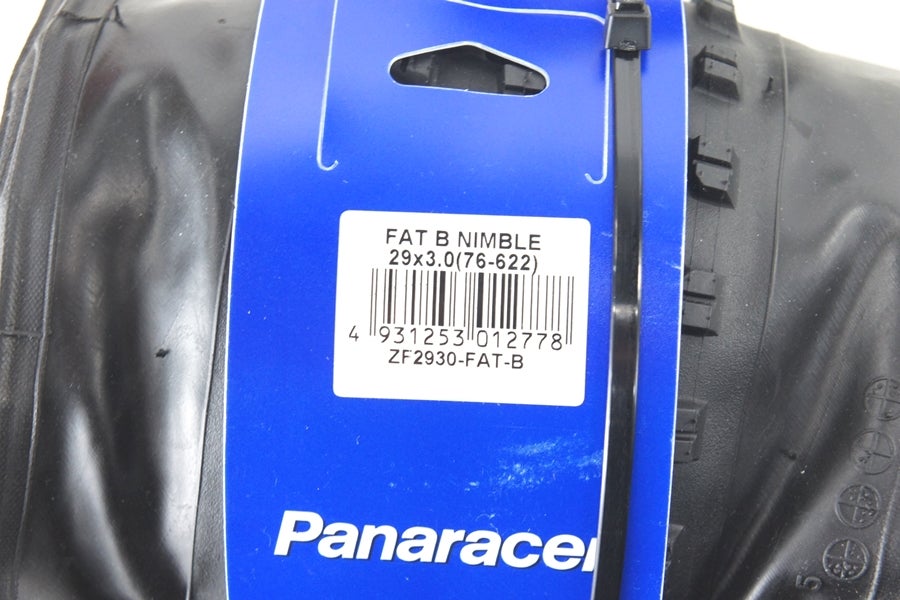 FAT B NIMBLE
29x3.0(76-622)
4 931253 012778
ZF2930-FAT-B
Panaracer